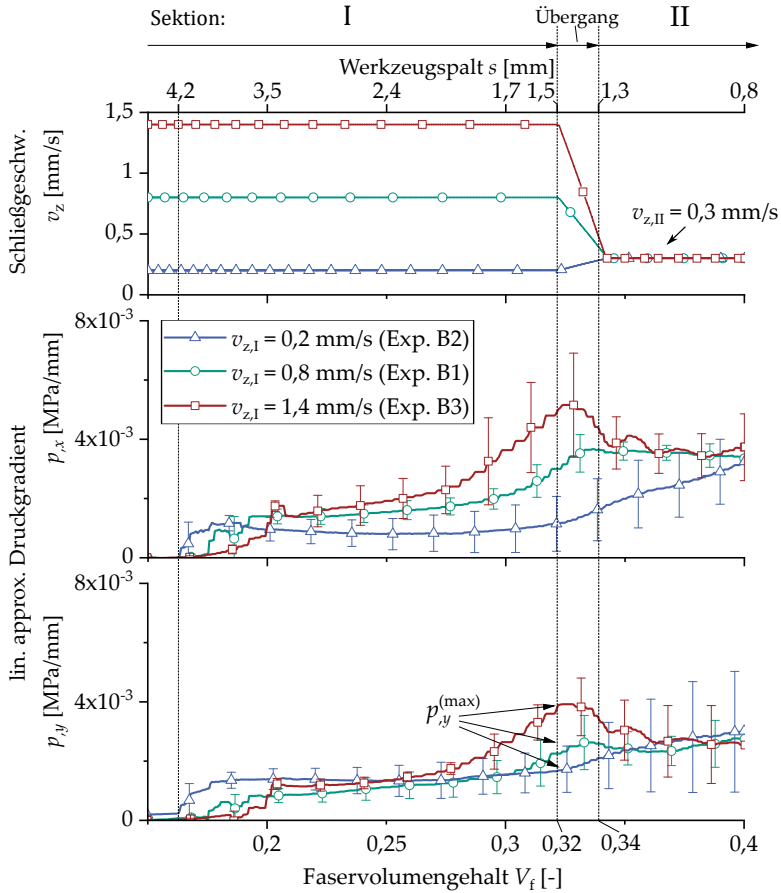 Sektion: I Übergang II
Werkzeugspalt s [mm]
4,2 3,5 2,4 1,7 1,5 1,3 0,8
Schließgeschw.
v_z [mm/s]
1,5
1
0,5
0
v_z,II = 0,3 mm/s
lin. approx. Druckgradient
p_,x [MPa/mm]
8x10^-3
4x10^-3
0
v_z,I = 0,2 mm/s (Exp. B2)
v_z,I = 0,8 mm/s (Exp. B1)
v_z,I = 1,4 mm/s (Exp. B3)
p_,y [MPa/mm]
8x10^-3
4x10^-3
0
p_,y^(max)
0,2 0,25 0,3 0,32 0,34 0,4
Faservolumengehalt V_f [-]